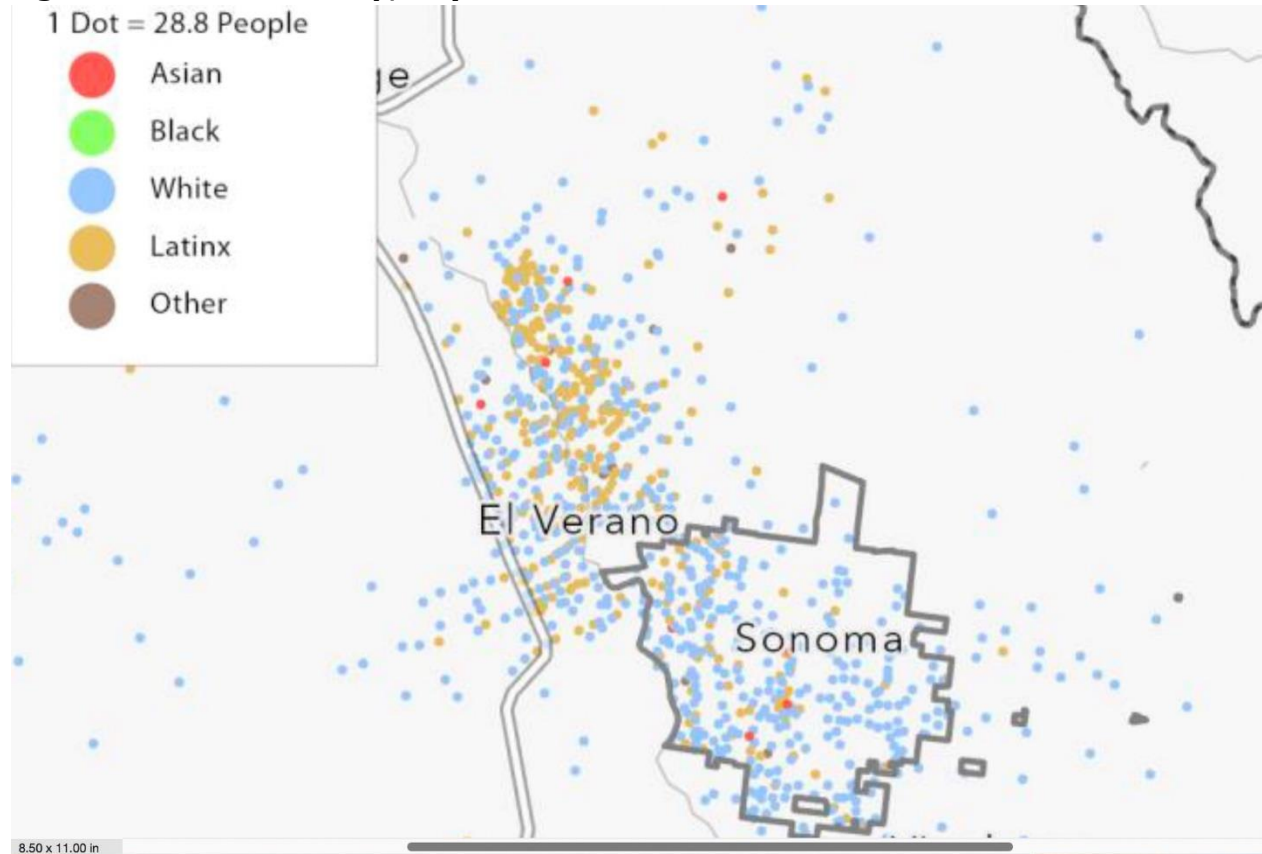 1 Dot = 28.8 People
Asian
Black
White
Latinx
Other
El Verano
Sonoma
8.50 x 11.00 in